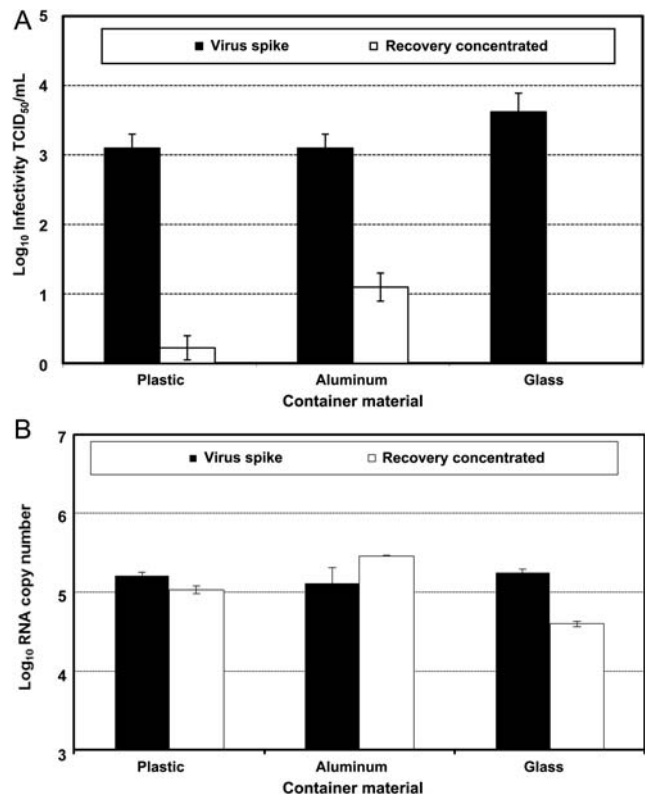 A
Log₁₀ Infectivity TCID₅₀/mL
5
4
3
2
1
0
Virus spike
Recovery concentrated
Plastic
Aluminum
Glass
Container material
B
Log₁₀ RNA copy number
7
6
5
4
3
Virus spike
Recovery concentrated
Plastic
Aluminum
Glass
Container material